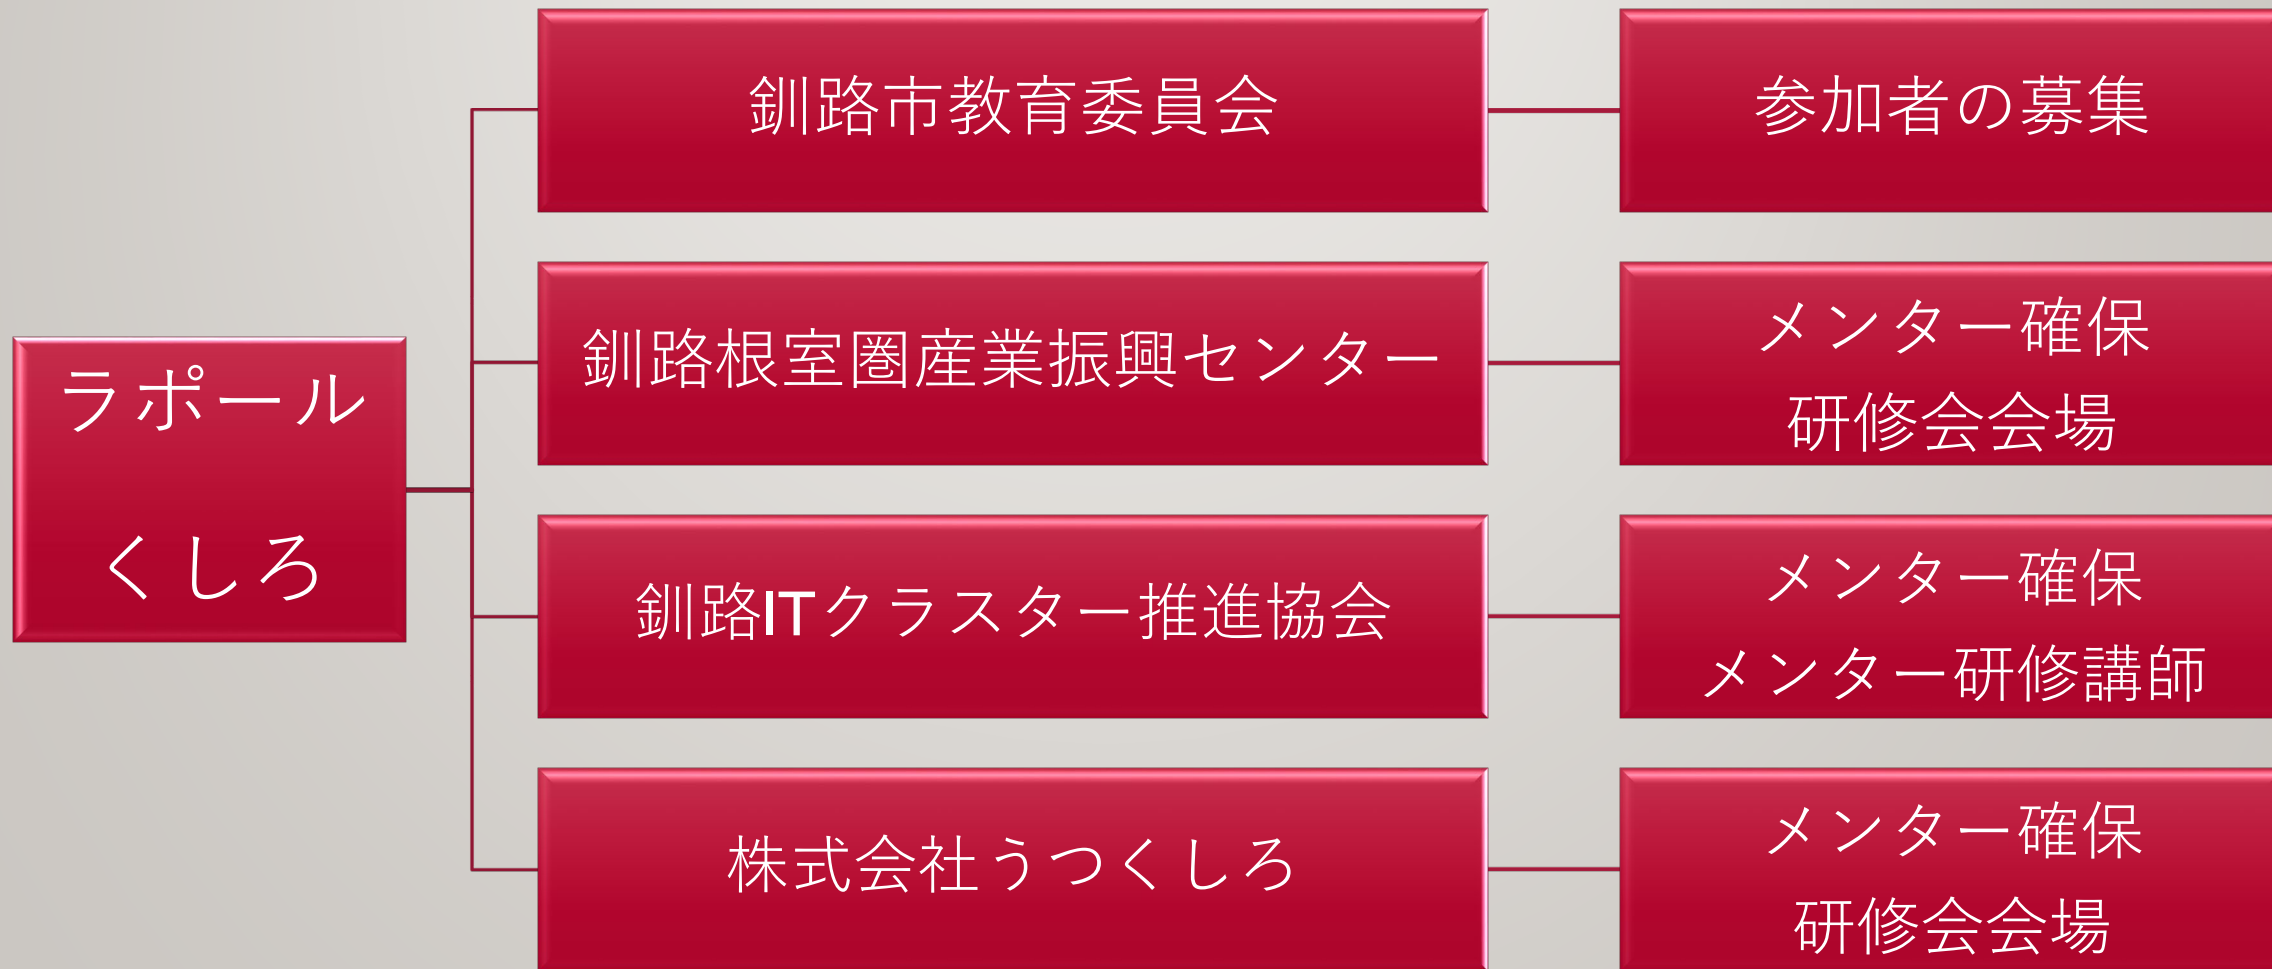 ラポール
くしろ
釧路市教育委員会
参加者の募集
釧路根室圏産業振興センター
メンター確保
研修会会場
釧路ITクラスター推進協会
メンター確保
メンター研修講師
株式会社うつくしろ
メンター確保
研修会会場